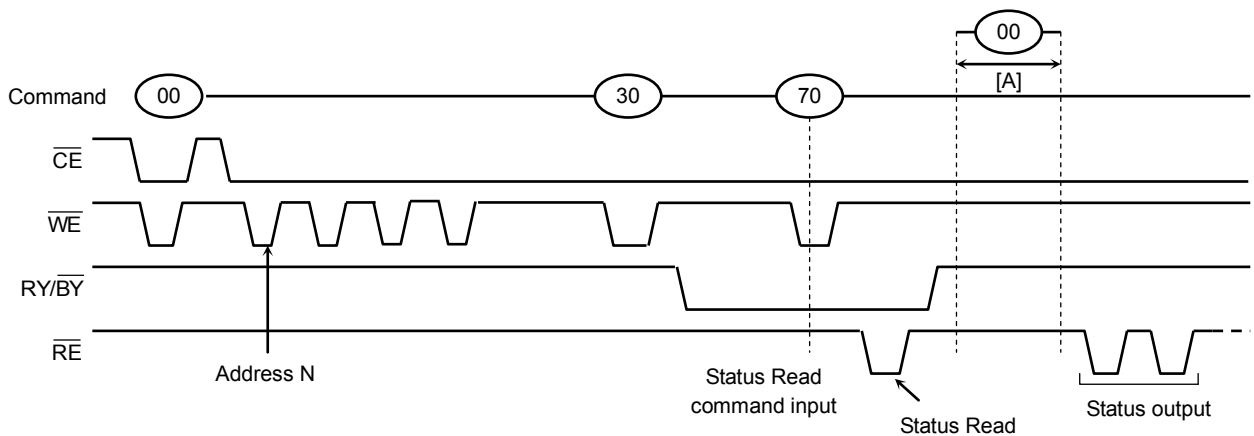 00
[A]
Command 00 30 70
CE
WE
RY/BY
RE
Address N
Status Read
command input
Status Read
Status output